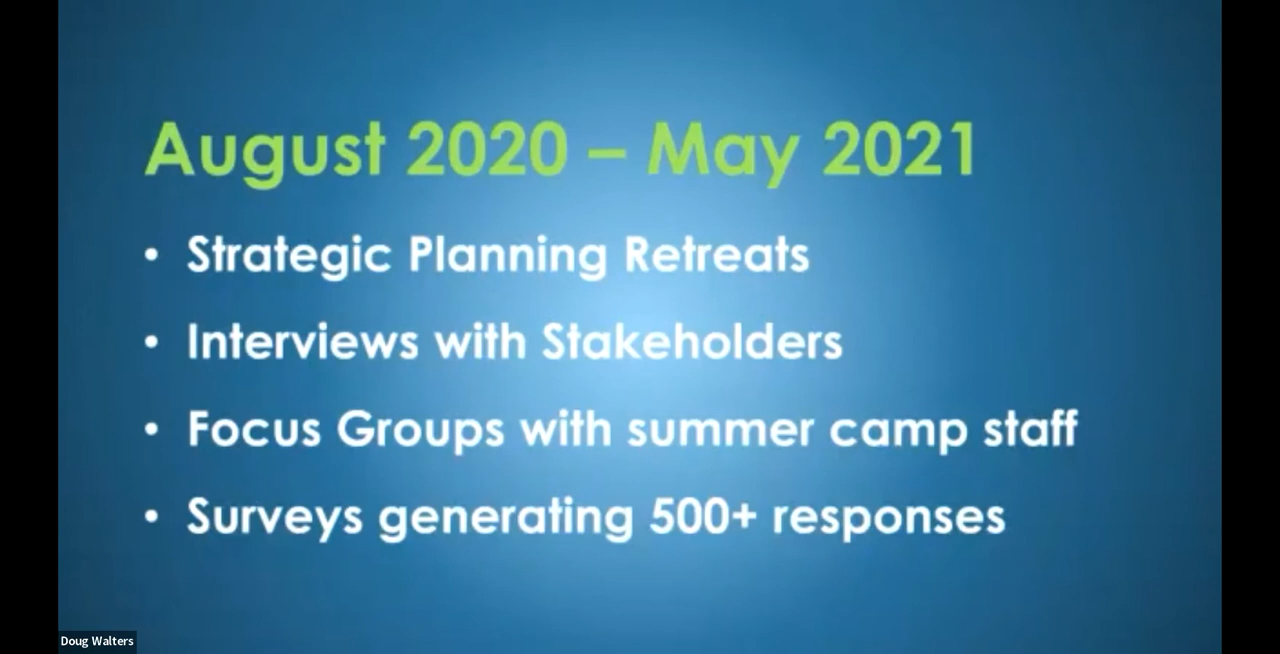 August 2020 – May 2021
• Strategic Planning Retreats
• Interviews with Stakeholders
• Focus Groups with summer camp staff
• Surveys generating 500+ responses
Doug Walters